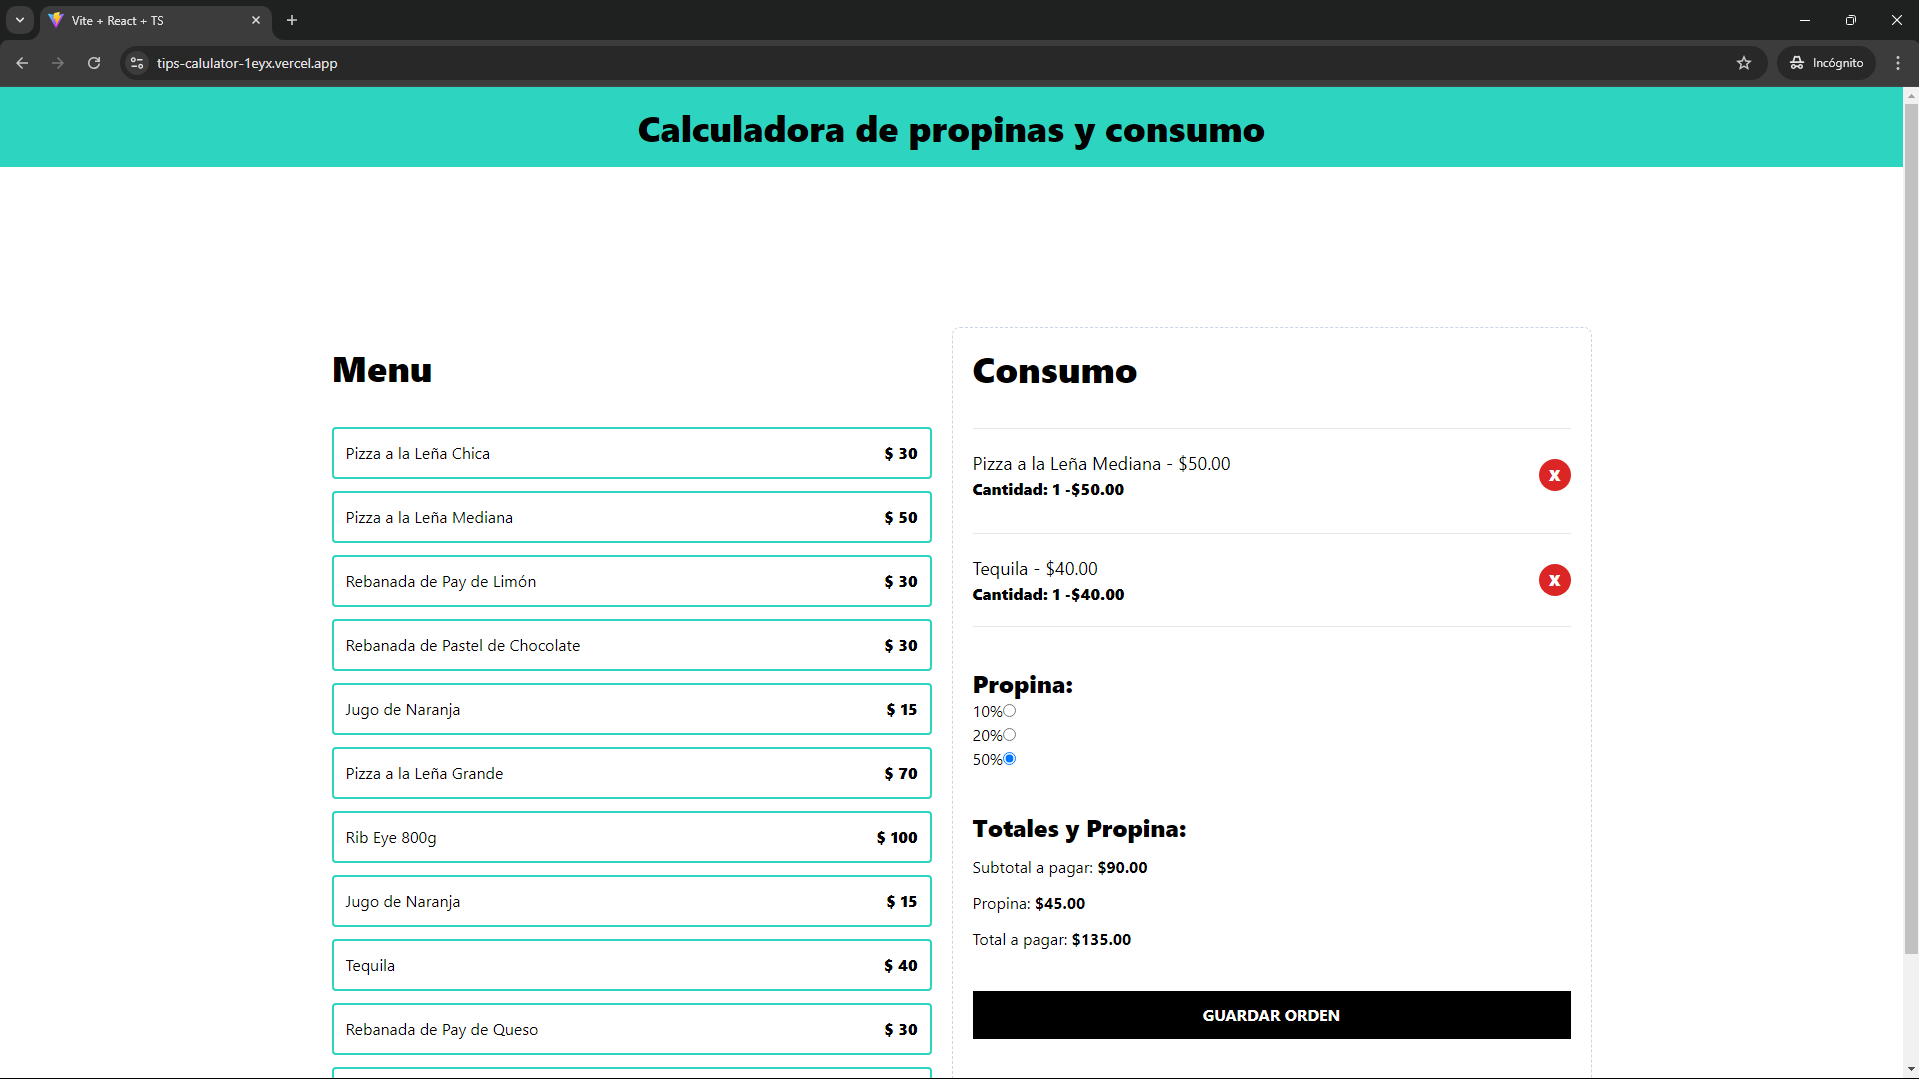 Vite + React + TS
tips-calulator-1eyx.vercel.app
Incógnito
Calculadora de propinas y consumo
Menu
Pizza a la Leña Chica $ 30
Pizza a la Leña Mediana $ 50
Rebanada de Pay de Limón $ 30
Rebanada de Pastel de Chocolate $ 30
Jugo de Naranja $ 15
Pizza a la Leña Grande $ 70
Rib Eye 800g $ 100
Jugo de Naranja $ 15
Tequila $ 40
Rebanada de Pay de Queso $ 30
Consumo
Pizza a la Leña Mediana - $50.00
Cantidad: 1 -$50.00
X
Tequila - $40.00
Cantidad: 1 -$40.00
X
Propina:
10%
20%
50%
Totales y Propina:
Subtotal a pagar: $90.00
Propina: $45.00
Total a pagar: $135.00
GUARDAR ORDEN